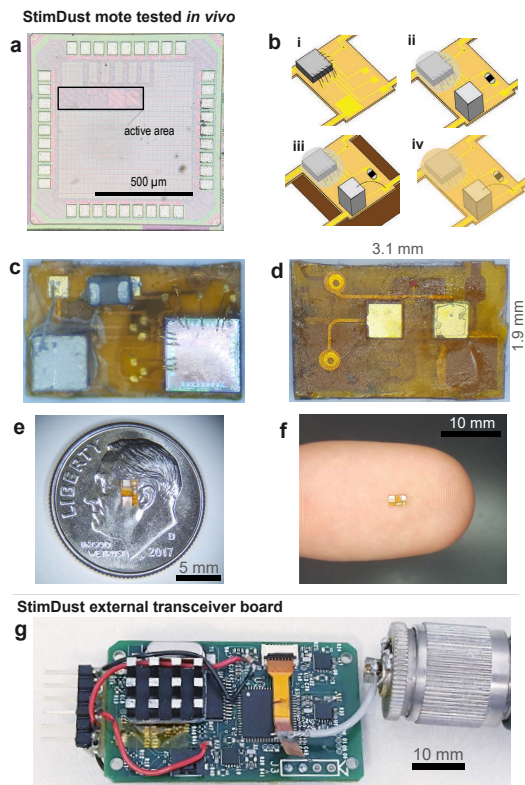 StimDust mote tested in vivo
a
active area
500 µm
b
i
ii
iii
iv
c
d
3.1 mm
1.9 mm
e
LIBERTY
D
2017
5 mm
f
10 mm
StimDust external transceiver board
g
J3
10 mm